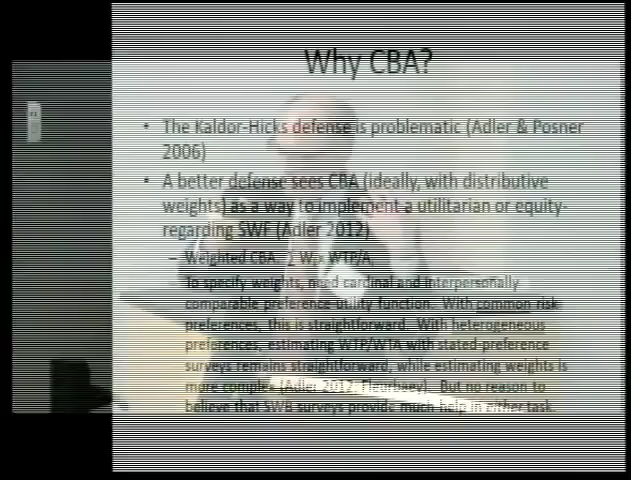 Why CBA?
• The Kaldor-Hicks defense is problematic (Adler & Posner
2006)
• A better defense sees CBA (ideally, with distributive
weights) as a way to implement a utilitarian or equity-
regarding SWF (Adler 2012)
– Weighted CBA: ∑ Wᵢ x WTP/Aᵢ
To specify weights, need cardinal and interpersonally
comparable preference-utility function. With common risk
preferences, this is straightforward. With heterogeneous
preferences, estimating WTP/WTA with stated-preference
surveys remains straightforward, while estimating weights is
more complex (Adler 2012, Fleurbaey). But no reason to
believe that SWB surveys provide much help in either task.